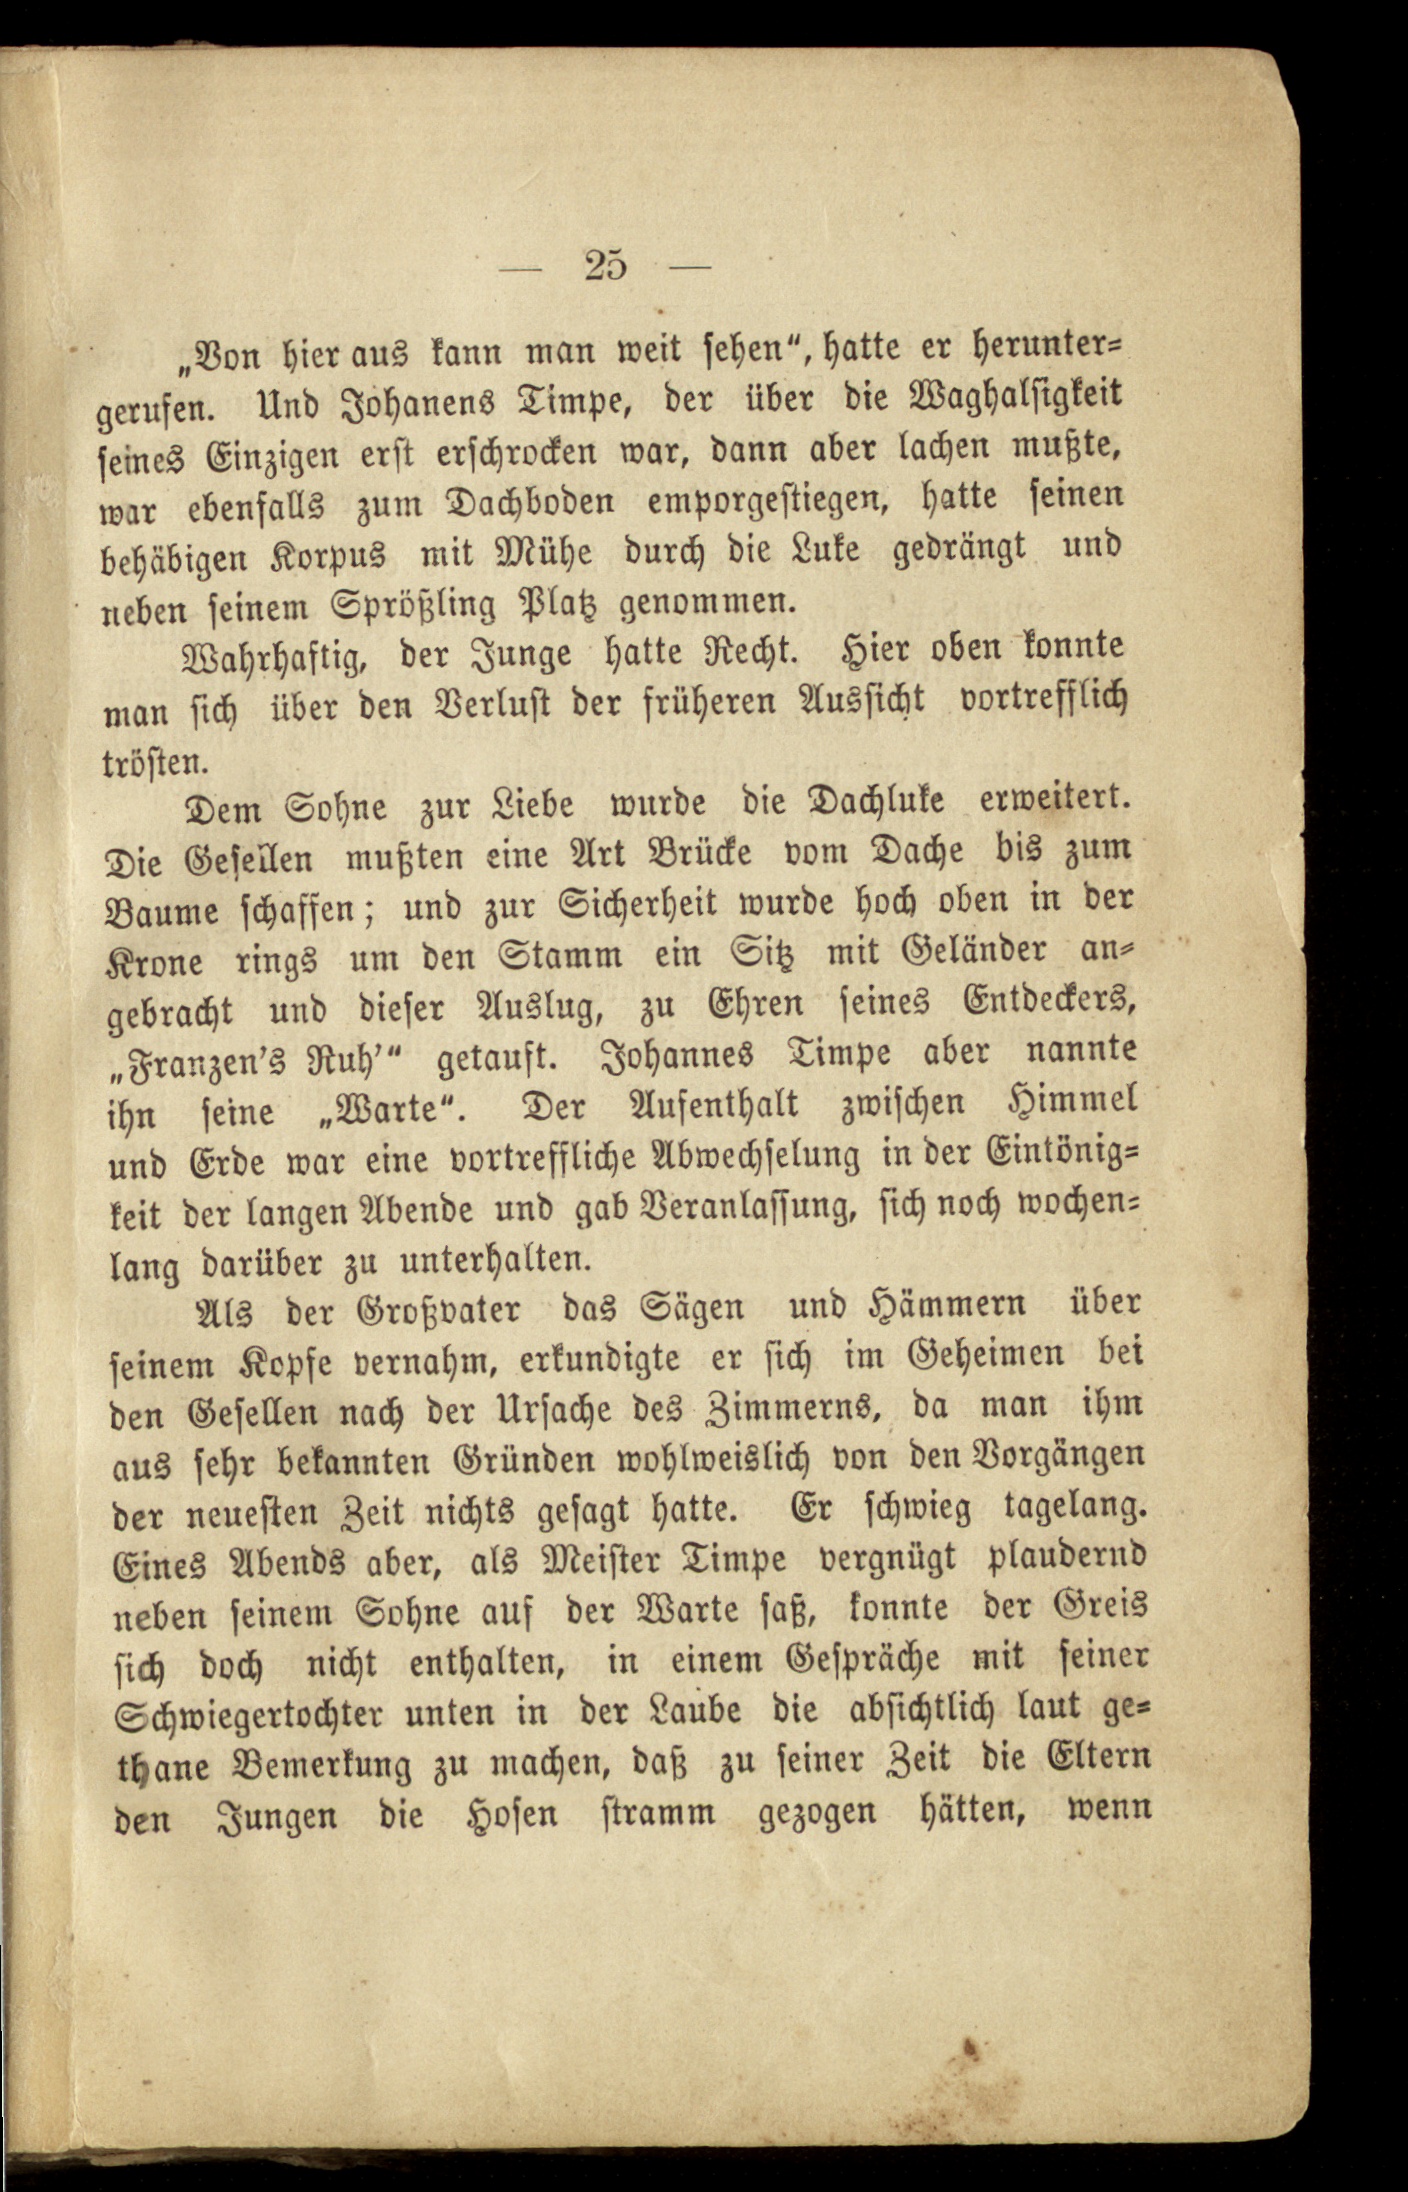 — 25 —
„Von hier aus kann man weit sehen“, hatte er herunter-
gerufen. Und Johanens Timpe, der über die Waghalsigkeit
seines Einzigen erst erschrocken war, dann aber lachen mußte,
war ebenfalls zum Dachboden emporgestiegen, hatte seinen
behäbigen Korpus mit Mühe durch die Luke gedrängt und
neben seinem Sprößling Platz genommen.
Wahrhaftig, der Junge hatte Recht. Hier oben konnte
man sich über den Verlust der früheren Aussicht vortrefflich
trösten.
Dem Sohne zur Liebe wurde die Dachluke erweitert.
Die Gesellen mußten eine Art Brücke vom Dache bis zum
Baume schaffen; und zur Sicherheit wurde hoch oben in der
Krone rings um den Stamm ein Sitz mit Geländer an-
gebracht und dieser Auslug, zu Ehren seines Entdeckers,
„Franzen's Ruh'“ getauft. Johannes Timpe aber nannte
ihn seine „Warte“. Der Aufenthalt zwischen Himmel
und Erde war eine vortreffliche Abwechselung in der Eintönig-
keit der langen Abende und gab Veranlassung, sich noch wochen-
lang darüber zu unterhalten.
Als der Großvater das Sägen und Hämmern über
seinem Kopfe vernahm, erkundigte er sich im Geheimen bei
den Gesellen nach der Ursache des Zimmerns, da man ihm
aus sehr bekannten Gründen wohlweislich von den Vorgängen
der neuesten Zeit nichts gesagt hatte. Er schwieg tagelang.
Eines Abends aber, als Meister Timpe vergnügt plaudernd
neben seinem Sohne auf der Warte saß, konnte der Greis
sich doch nicht enthalten, in einem Gespräche mit seiner
Schwiegertochter unten in der Laube die absichtlich laut ge-
thane Bemerkung zu machen, daß zu seiner Zeit die Eltern
den Jungen die Hosen stramm gezogen hätten, wenn